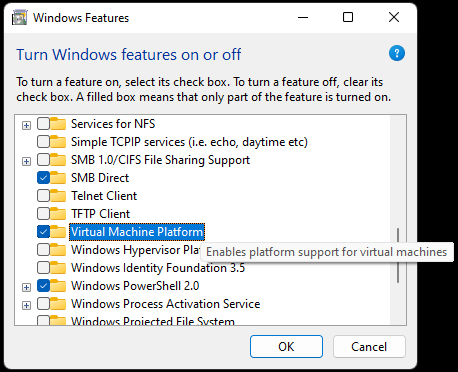 Windows Features
Turn Windows features on or off
?
To turn a feature on, select its check box. To turn a feature off, clear its
check box. A filled box means that only part of the feature is turned on.
Services for NFS
Simple TCPIP services (i.e. echo, daytime etc)
SMB 1.0/CIFS File Sharing Support
SMB Direct
Telnet Client
TFTP Client
Virtual Machine Platform
Windows Hypervisor Pla
Enables platform support for virtual machines
Windows Identity Foundation 3.5
Windows PowerShell 2.0
Windows Process Activation Service
Windows Projected File System
OK
Cancel